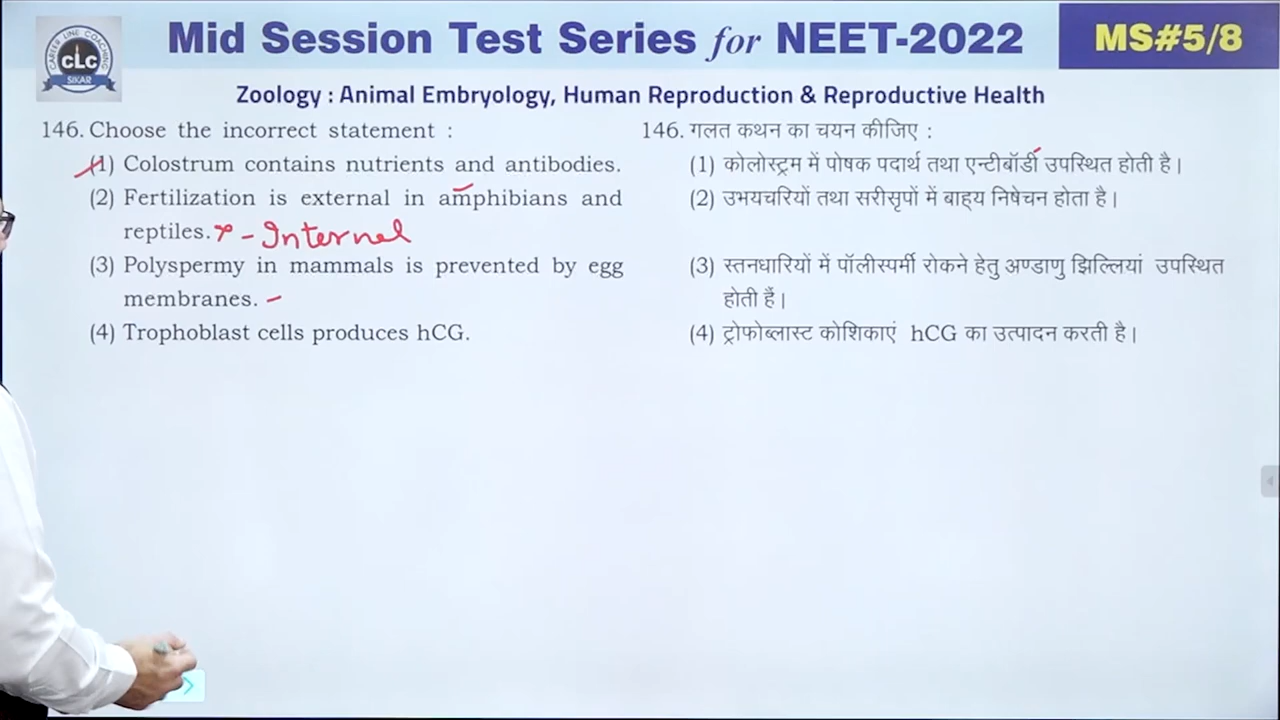 CAREER LINE COACHING
CLC
SIKAR
Mid Session Test Series for NEET-2022
MS#5/8
Zoology : Animal Embryology, Human Reproduction & Reproductive Health
146. Choose the incorrect statement :
(1) Colostrum contains nutrients and antibodies.
(2) Fertilization is external in amphibians and
reptiles. - Internal
(3) Polyspermy in mammals is prevented by egg
membranes.
(4) Trophoblast cells produces hCG.
146. गलत कथन का चयन कीजिए :
(1) कोलोस्ट्रम में पोषक पदार्थ तथा एन्टीबॉडी उपस्थित होती है।
(2) उभयचरियों तथा सरीसृपों में बाह्य निषेचन होता है।
(3) स्तनधारियों में पॉलीस्पर्मी रोकने हेतु अण्डाणु झिल्लियां उपस्थित
होती हैं।
(4) ट्रोफोब्लास्ट कोशिकाएं hCG का उत्पादन करती है।